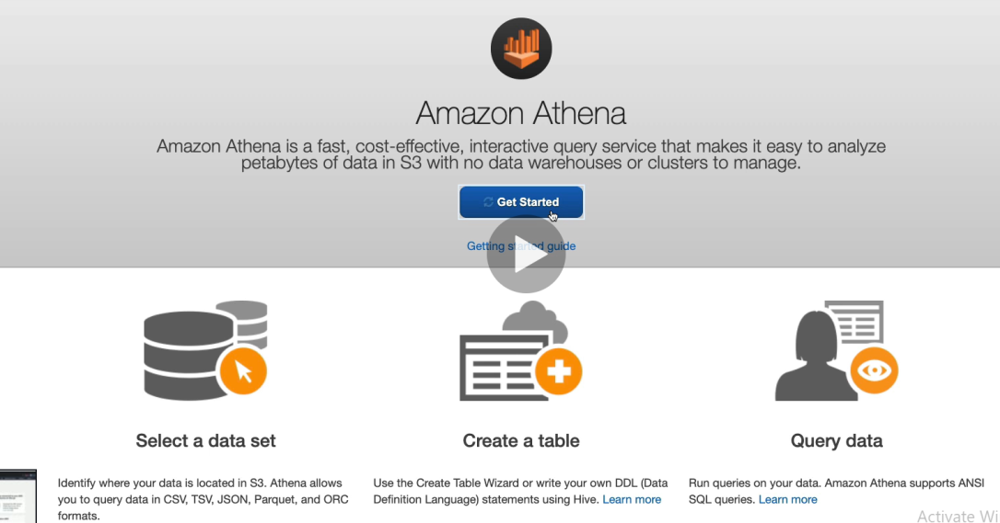 Amazon Athena
Amazon Athena is a fast, cost-effective, interactive query service that makes it easy to analyze
petabytes of data in S3 with no data warehouses or clusters to manage.
Get Started
Getting started guide
Select a data set
Create a table
Query data
Identify where your data is located in S3. Athena allows
you to query data in CSV, TSV, JSON, Parquet, and ORC
formats.
Use the Create Table Wizard or write your own DDL (Data
Definition Language) statements using Hive. Learn more
Run queries on your data. Amazon Athena supports ANSI
SQL queries. Learn more
Activate Wi